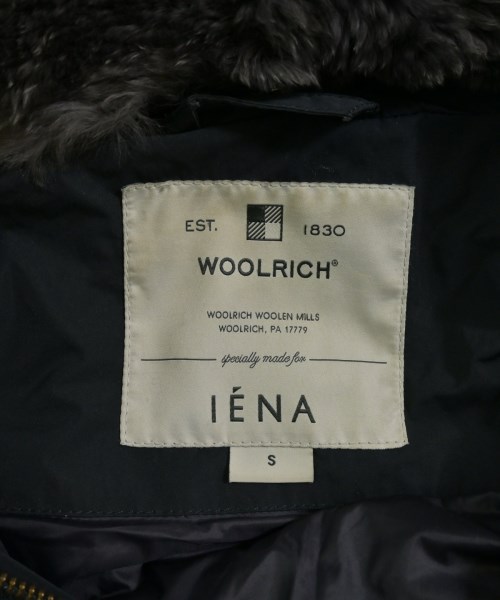 EST. 1830
WOOLRICH®
WOOLRICH WOOLEN MILLS
WOOLRICH, PA 17779
specially made for
IÉNA
S